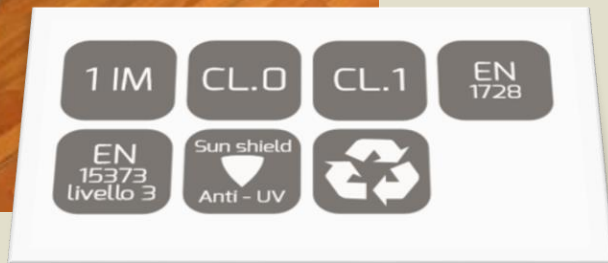 1 IM
CL.0
CL.1
EN
1728
EN
15373
livello 3
Sun shield
Anti - UV